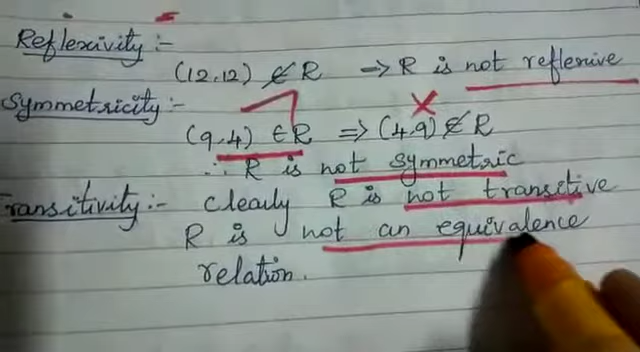 Reflexivity :-
(12,12) ∉ R ⇒ R is not reflexive
Symmetricity :-
(9,4) ∈ R ⇒ (4,9) ∉ R
∴ R is not symmetric
Transitivity :- Clearly R is not transitive
R is not an equivalence
relation.